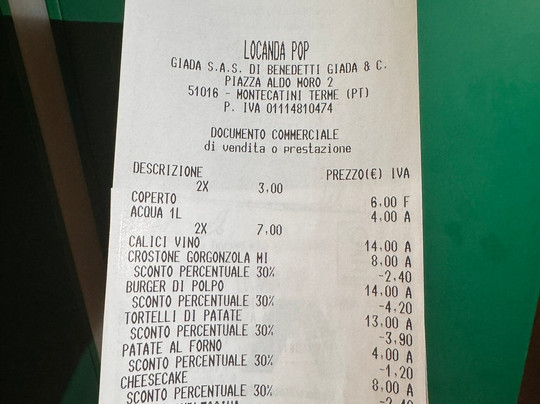 LOCANDA POP
GIADA S.A.S. DI BENEDETTI GIADA & C.
PIAZZA ALDO MORO 2
51016 - MONTECATINI TERME (PT)
P. IVA 01114810474
DOCUMENTO COMMERCIALE
di vendita o prestazione
DESCRIZIONE PREZZO(€) IVA
2X 3,00
COPERTO 6,00 F
ACQUA 1L 4,00 A
2X 7,00
CALICI VINO 14,00 A
CROSTONE GORGONZOLA MI 8,00 A
SCONTO PERCENTUALE 30% -2,40
BURGER DI POLPO 14,00 A
SCONTO PERCENTUALE 30% -4,20
TORTELLI DI PATATE 13,00 A
SCONTO PERCENTUALE 30% -3,90
PATATE AL FORNO 4,00 A
SCONTO PERCENTUALE 30% -1,20
CHEESECAKE 8,00 A
SCONTO PERCENTUALE 30% -2,40